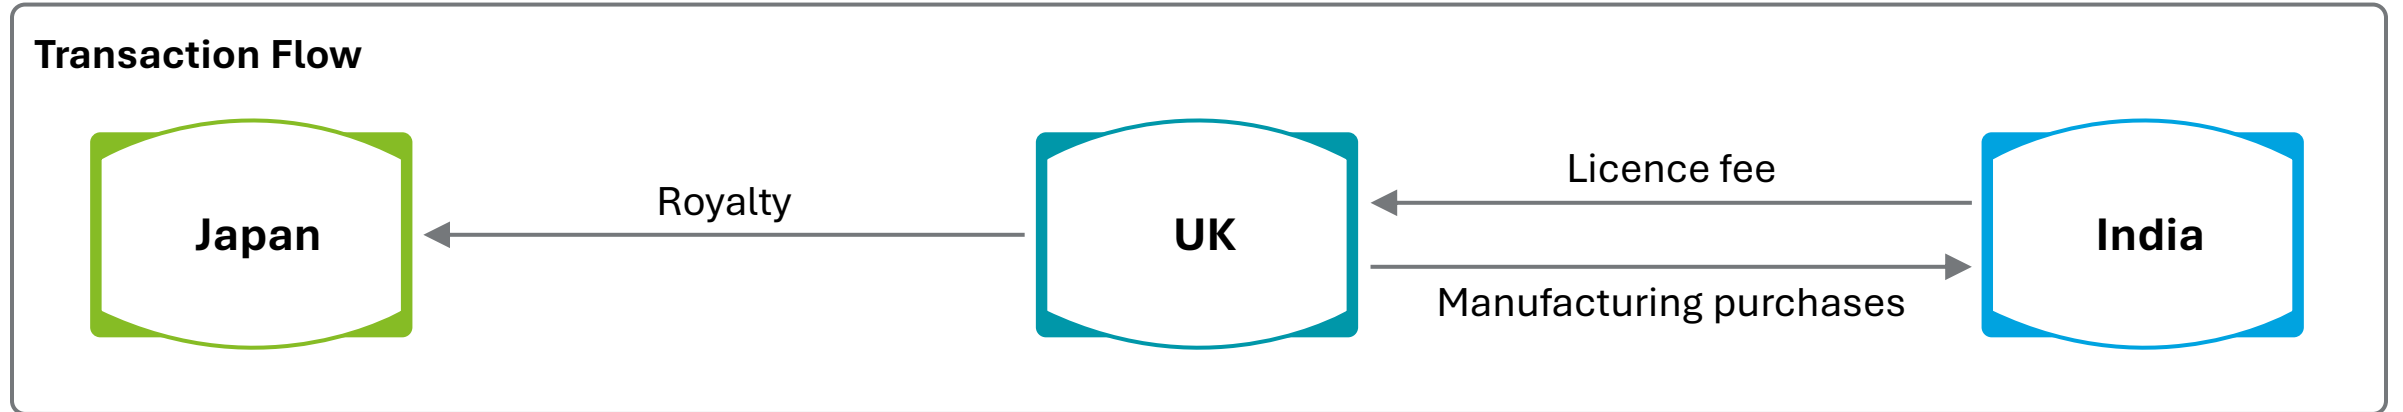 Transaction Flow
Japan
Royalty
UK
Licence fee
Manufacturing purchases
India